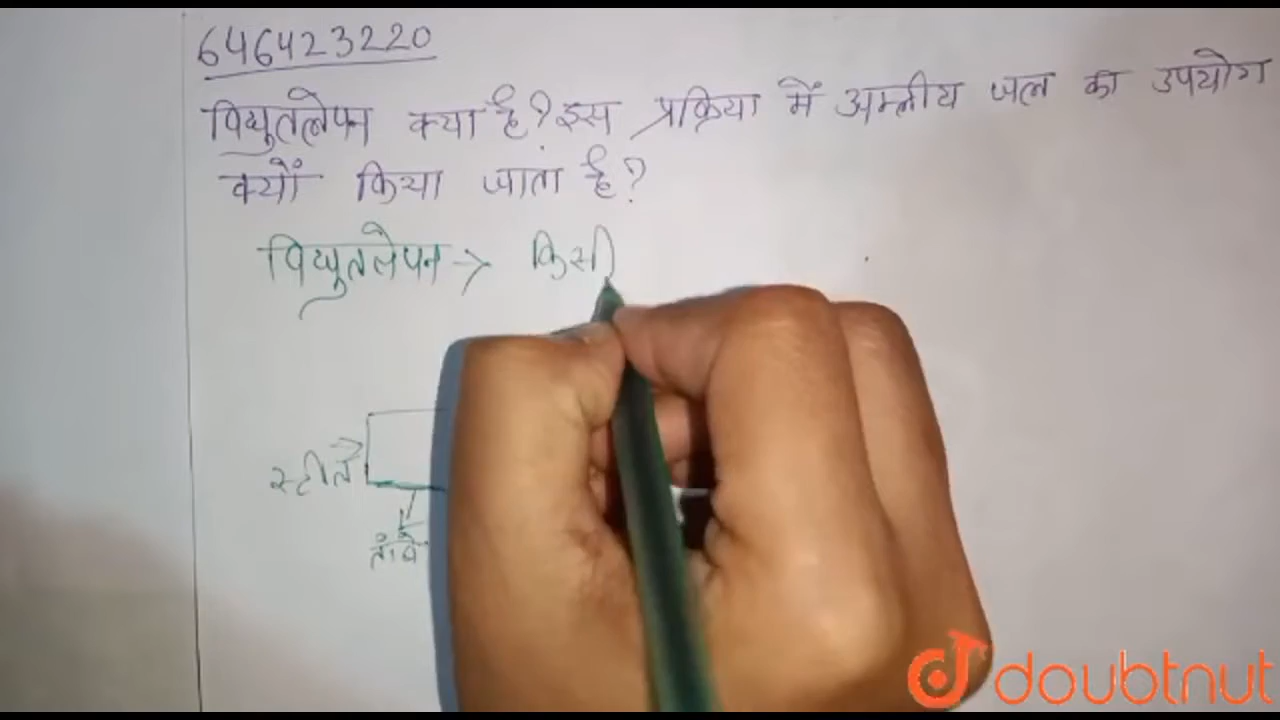 646423220
विद्युतलेपन क्या है? इस प्रक्रिया में अम्लीय जल का उपयोग
क्यों किया जाता है?
विद्युतलेपन → किसी
स्टील
तांबे
doubtnut